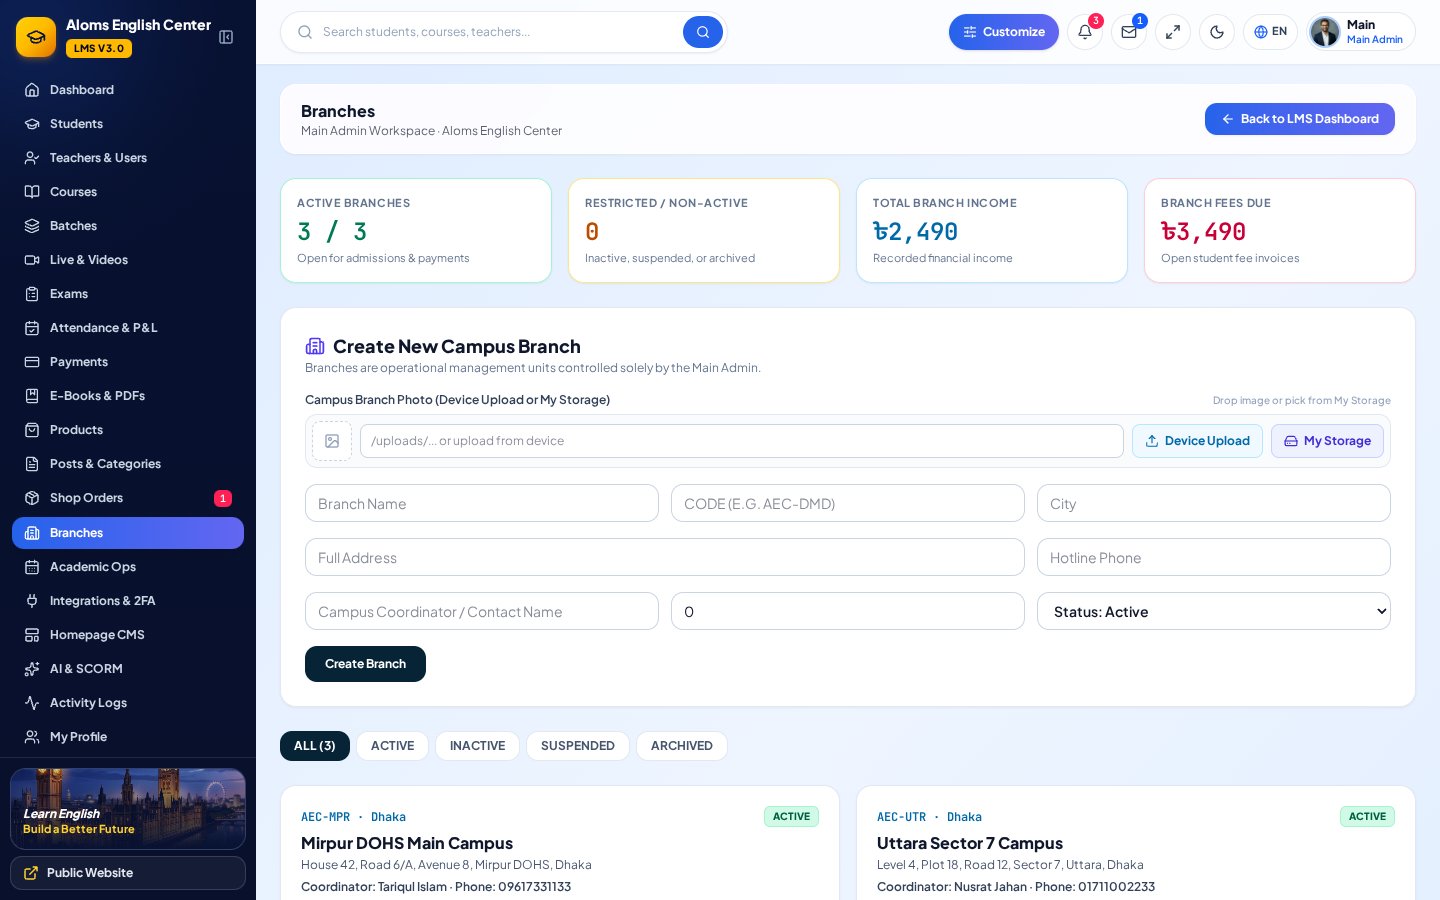 Aloms English Center
LMS V3.0
Dashboard
Students
Teachers & Users
Courses
Batches
Live & Videos
Exams
Attendance & P&L
Payments
E-Books & PDFs
Products
Posts & Categories
Shop Orders
1
Branches
Academic Ops
Integrations & 2FA
Homepage CMS
AI & SCORM
Activity Logs
My Profile
Learn English
Build a Better Future
Public Website
Search students, courses, teachers...
Customize
3
1
EN
Main
Main Admin
Branches
Main Admin Workspace · Aloms English Center
Back to LMS Dashboard
ACTIVE BRANCHES
3 / 3
Open for admissions & payments
RESTRICTED / NON-ACTIVE
0
Inactive, suspended, or archived
TOTAL BRANCH INCOME
৳2,490
Recorded financial income
BRANCH FEES DUE
৳3,490
Open student fee invoices
Create New Campus Branch
Branches are operational management units controlled solely by the Main Admin.
Campus Branch Photo (Device Upload or My Storage)
Drop image or pick from My Storage
/uploads/... or upload from device
Device Upload
My Storage
Branch Name
CODE (E.G. AEC-DMD)
City
Full Address
Hotline Phone
Campus Coordinator / Contact Name
0
Status: Active
Create Branch
ALL (3)
ACTIVE
INACTIVE
SUSPENDED
ARCHIVED
AEC-MPR · Dhaka
ACTIVE
Mirpur DOHS Main Campus
House 42, Road 6/A, Avenue 8, Mirpur DOHS, Dhaka
Coordinator: Tariqul Islam · Phone: 09617331133
AEC-UTR · Dhaka
ACTIVE
Uttara Sector 7 Campus
Level 4, Plot 18, Road 12, Sector 7, Uttara, Dhaka
Coordinator: Nusrat Jahan · Phone: 01711002233